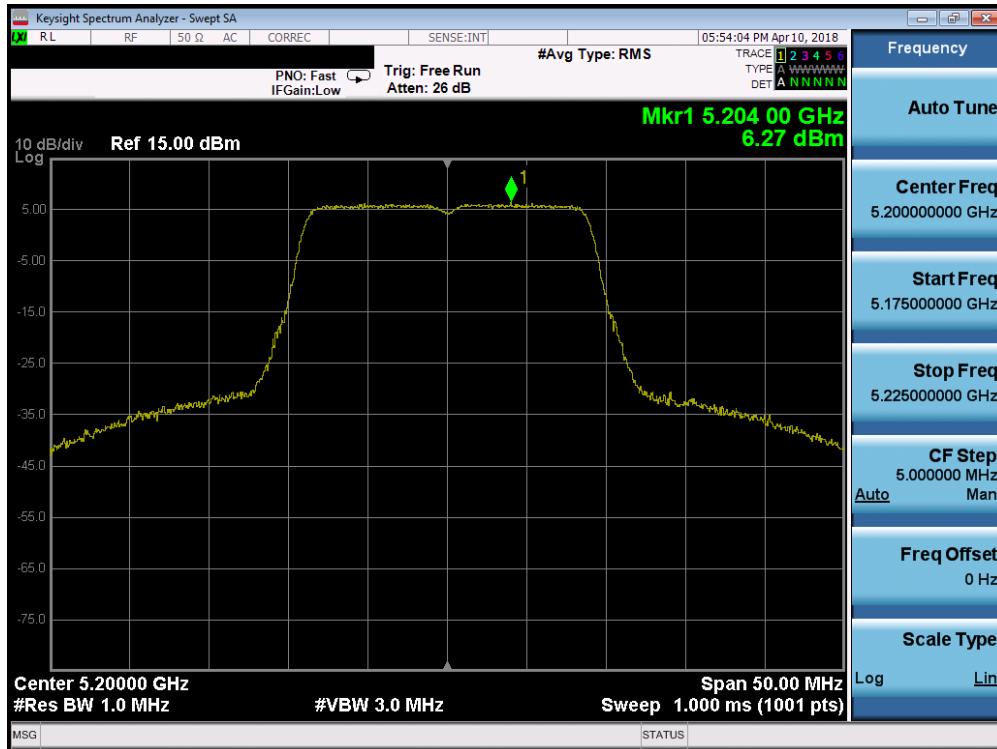 Keysight Spectrum Analyzer - Swept SA
LXI RL RF 50 Ω AC CORREC SENSE:INT 05:54:04 PM Apr 10, 2018
#Avg Type: RMS
TRACE 1 2 3 4 5 6
TYPE A WWWWW
DET A N N N N N
PNO: Fast
IFGain:Low
Trig: Free Run
Atten: 26 dB
Mkr1 5.204 00 GHz
6.27 dBm
10 dB/div
Log
Ref 15.00 dBm
1
5.00
-5.00
-15.0
-25.0
-35.0
-45.0
-55.0
-65.0
-75.0
Center 5.20000 GHz
Span 50.00 MHz
#Res BW 1.0 MHz
#VBW 3.0 MHz
Sweep 1.000 ms (1001 pts)
MSG
STATUS
Frequency
Auto Tune
Center Freq
5.200000000 GHz
Start Freq
5.175000000 GHz
Stop Freq
5.225000000 GHz
CF Step
5.000000 MHz
Auto Man
Freq Offset
0 Hz
Scale Type
Log Lin